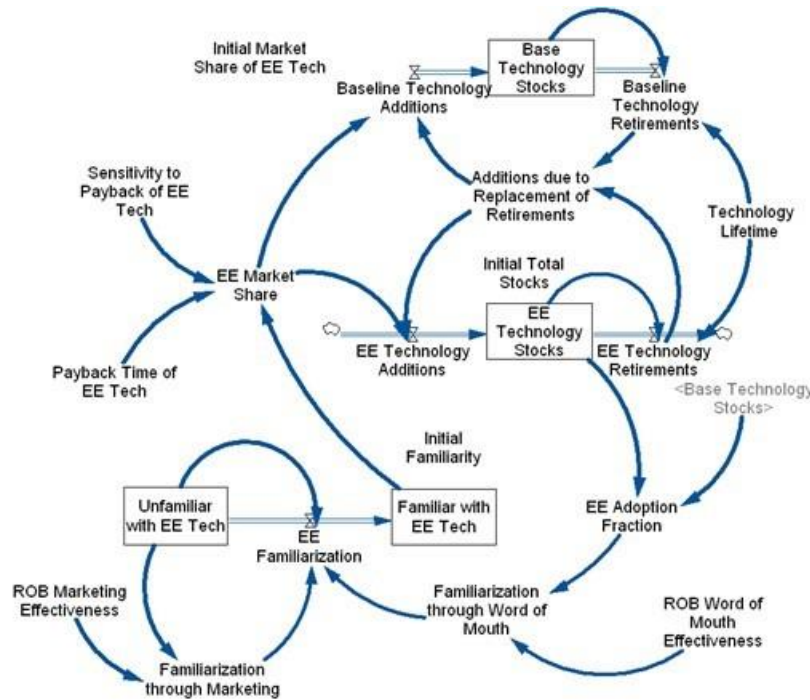 Initial Market
Share of EE Tech
Base
Technology
Stocks
Baseline Technology
Additions
Baseline
Technology
Retirements
Sensitivity to
Payback of EE
Tech
Additions due to
Replacement of
Retirements
Technology
Lifetime
EE Market
Share
Initial Total
Stocks
EE
Technology
Stocks
EE Technology
Additions
EE Technology
Retirements
Payback Time of
EE Tech
<Base Technology
Stocks>
Initial
Familiarity
Unfamiliar
with EE Tech
Familiar with
EE Tech
EE
Familiarization
EE Adoption
Fraction
ROB Marketing
Effectiveness
Familiarization
through Word of
Mouth
ROB Word of
Mouth
Effectiveness
Familiarization
through Marketing